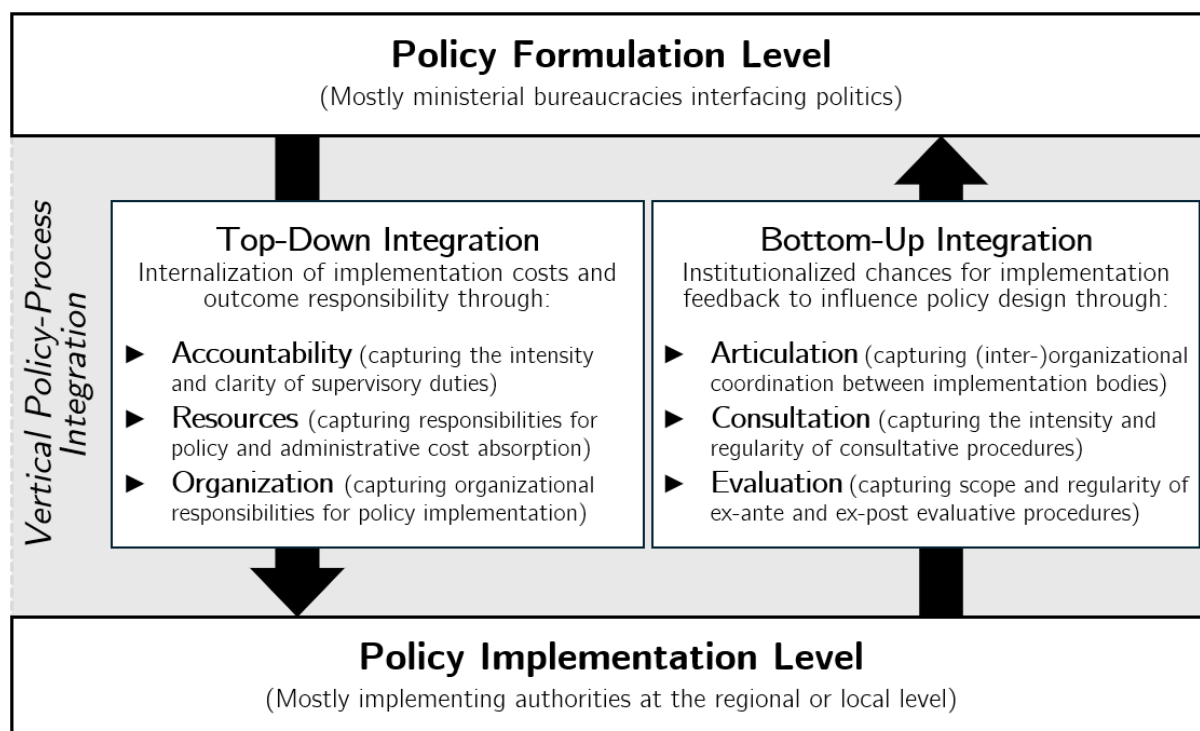 Policy Formulation Level
(Mostly ministerial bureaucracies interfacing politics)
Vertical Policy-Process
Integration
Top-Down Integration
Internalization of implementation costs and
outcome responsibility through:
► Accountability (capturing the intensity
and clarity of supervisory duties)
► Resources (capturing responsibilities for
policy and administrative cost absorption)
► Organization (capturing organizational
responsibilities for policy implementation)
Bottom-Up Integration
Institutionalized chances for implementation
feedback to influence policy design through:
► Articulation (capturing (inter-)organizational
coordination between implementation bodies)
► Consultation (capturing the intensity and
regularity of consultative procedures)
► Evaluation (capturing scope and regularity of
ex-ante and ex-post evaluative procedures)
Policy Implementation Level
(Mostly implementing authorities at the regional or local level)